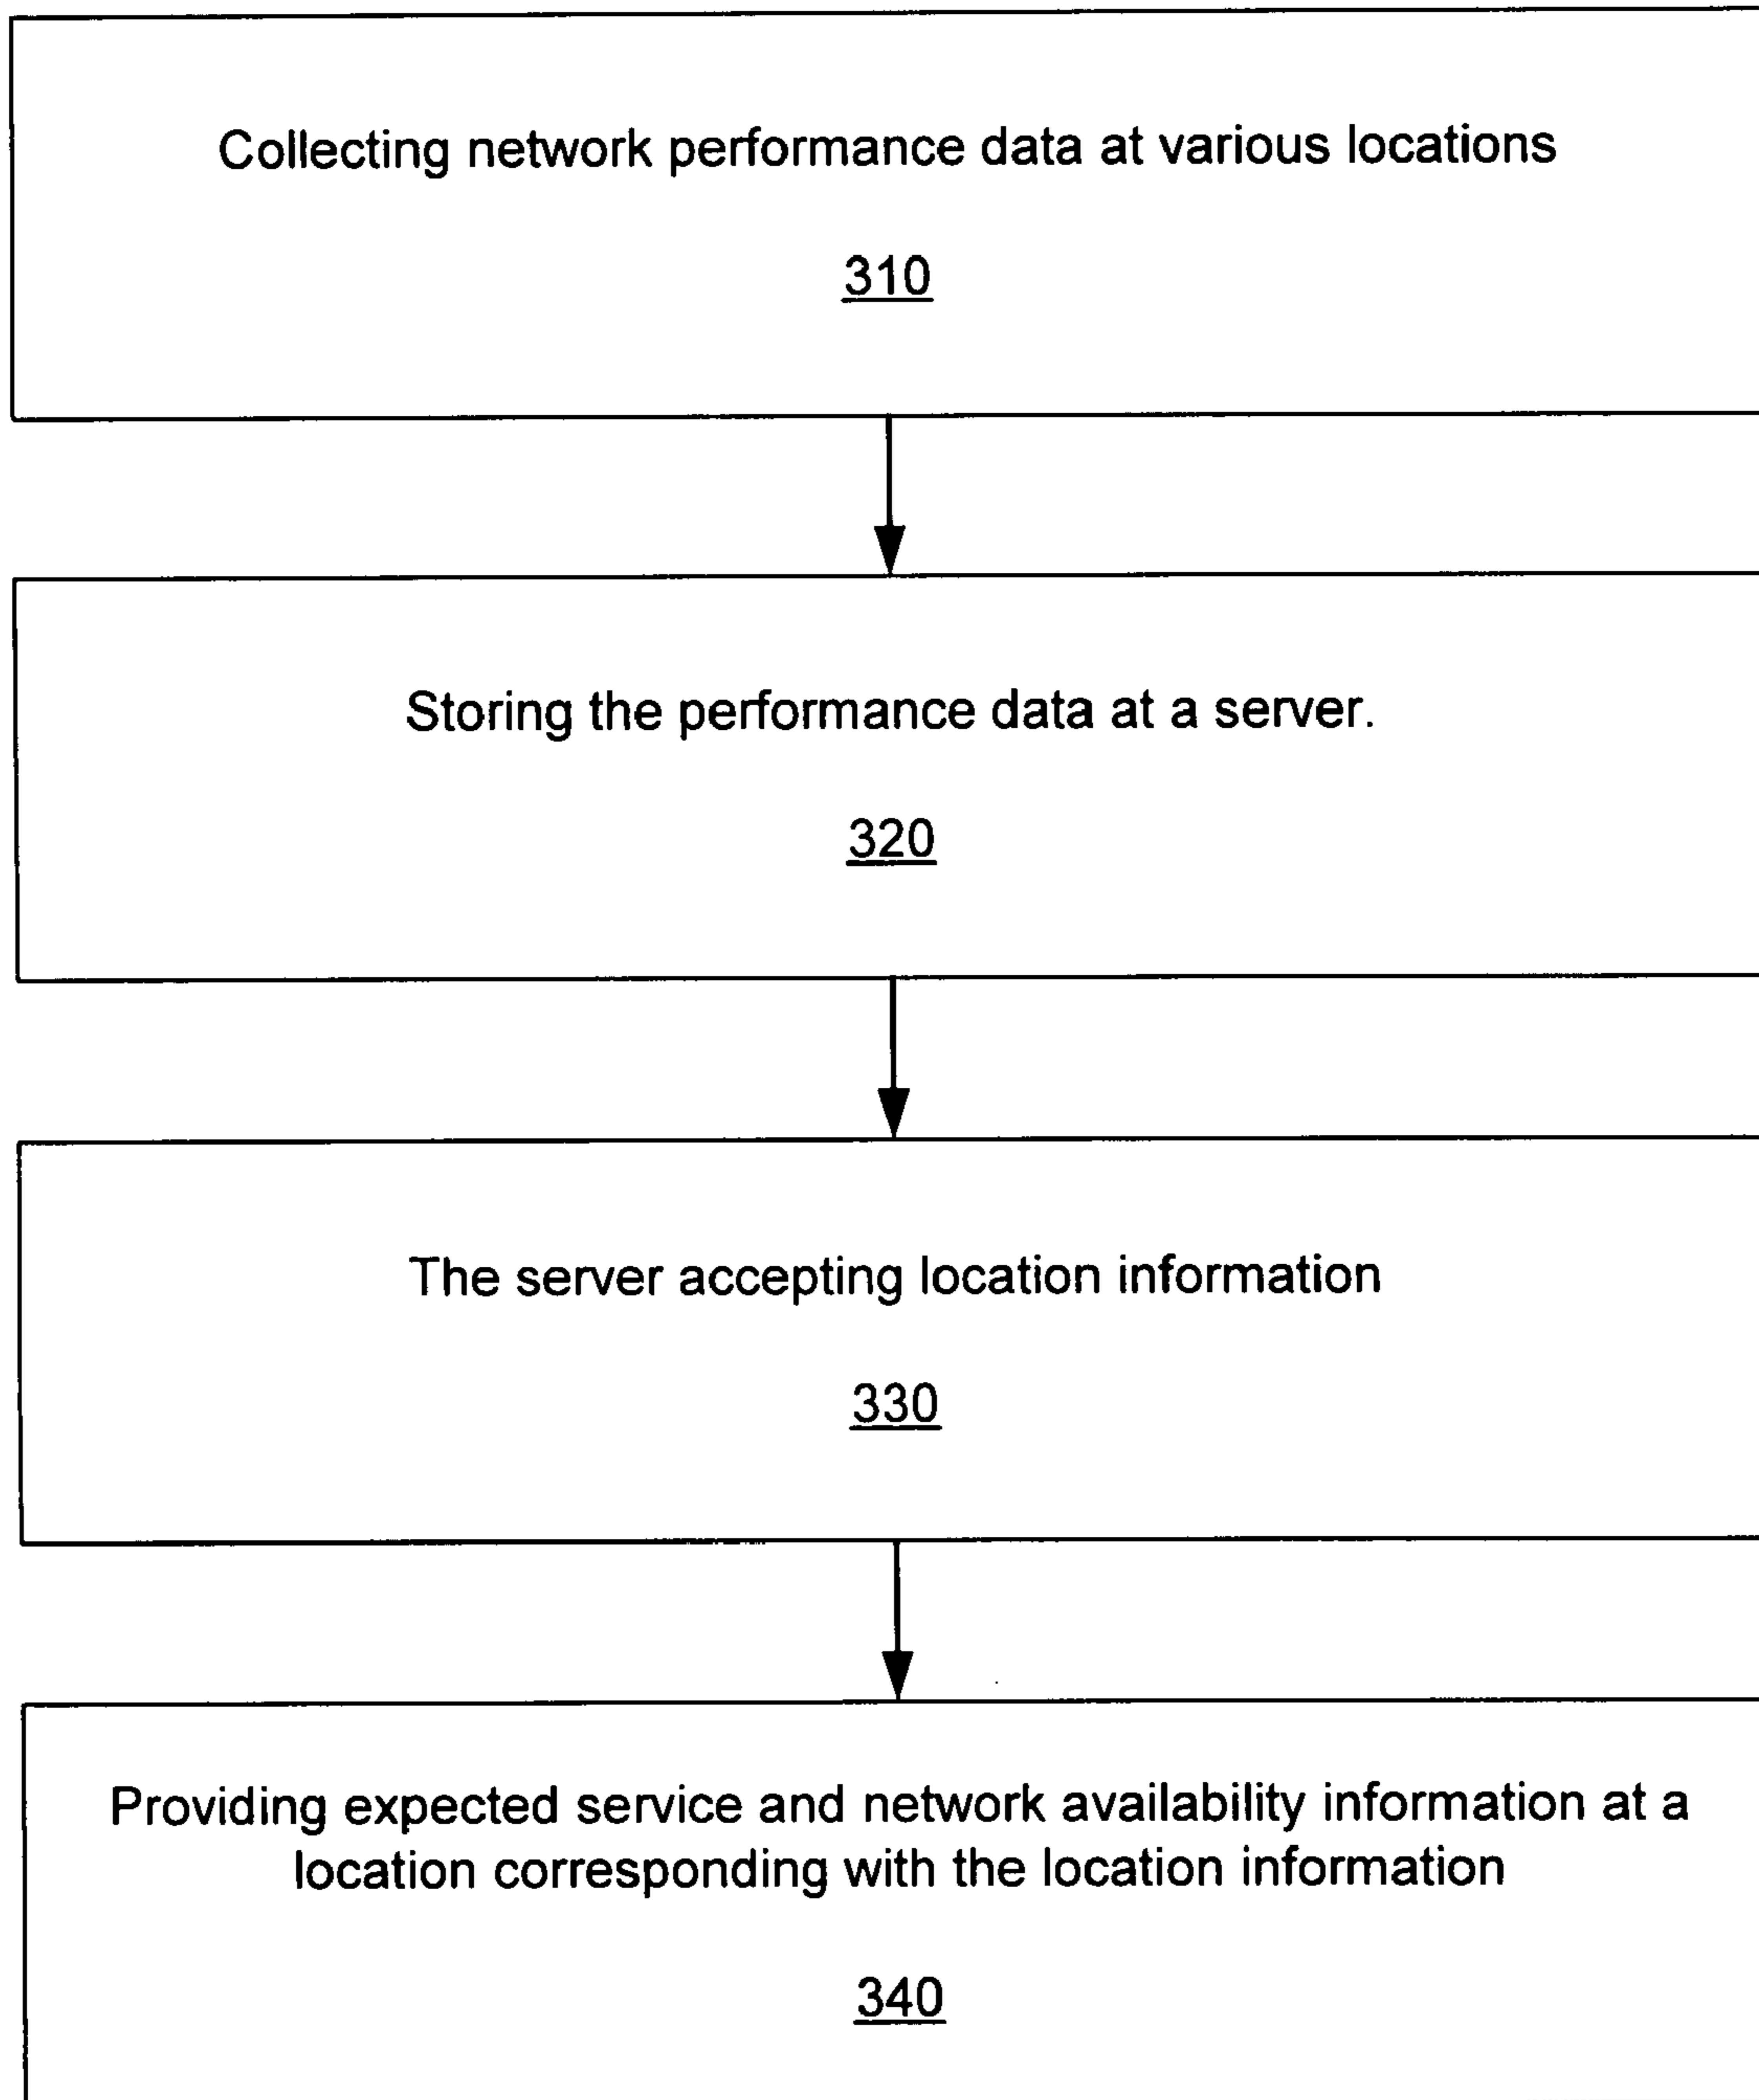 Collecting network performance data at various locations
310
Storing the performance data at a server.
320
The server accepting location information
330
Providing expected service and network availability information at a
location corresponding with the location information
340